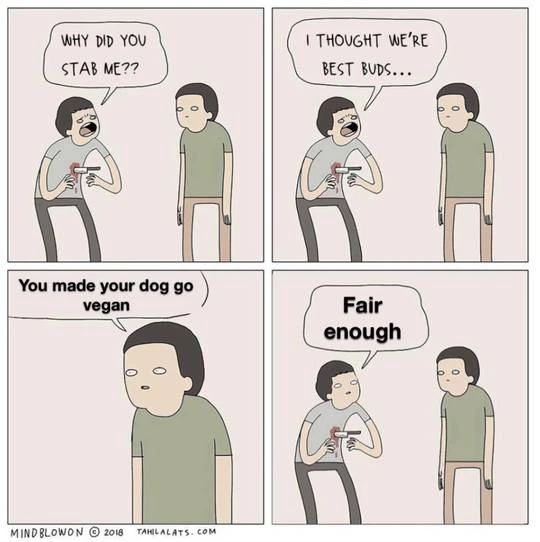 WHY DID YOU
STAB ME??
I THOUGHT WE'RE
BEST BUDS...
You made your dog go
vegan
Fair
enough
MINDBLOWON © 2018 TAHILALATS.COM